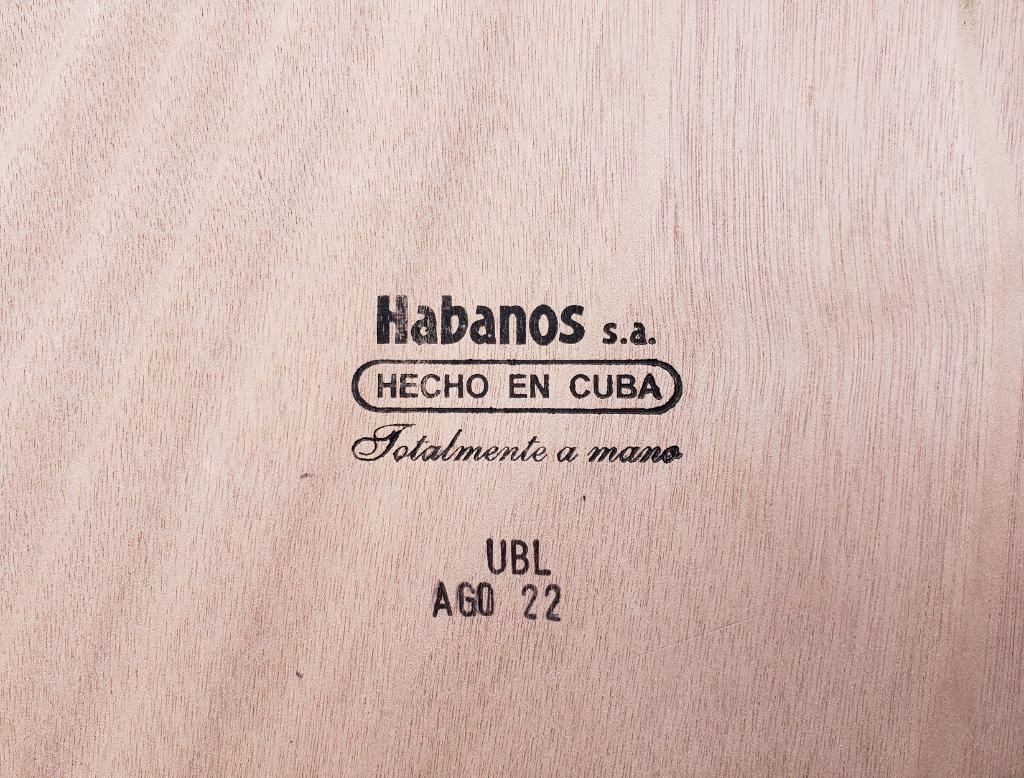 Habanos s.a.
HECHO EN CUBA
Totalmente a mano
UBL
AGO 22